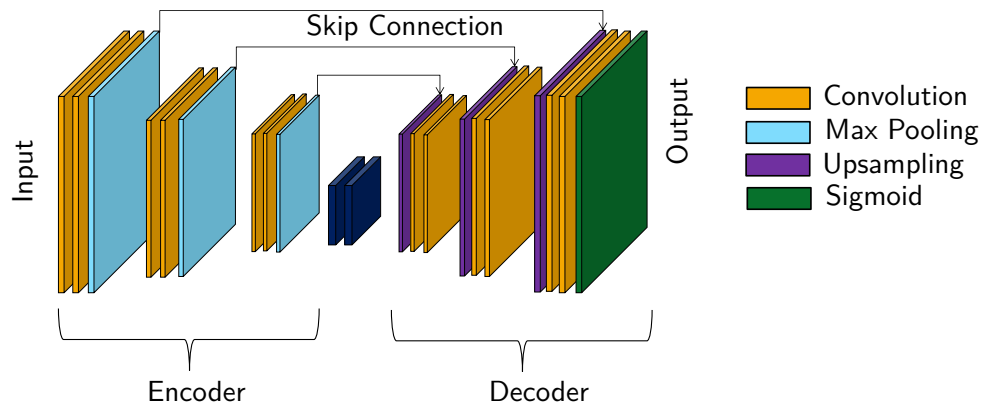 Skip Connection
Input
Output
Convolution
Max Pooling
Upsampling
Sigmoid
Encoder
Decoder